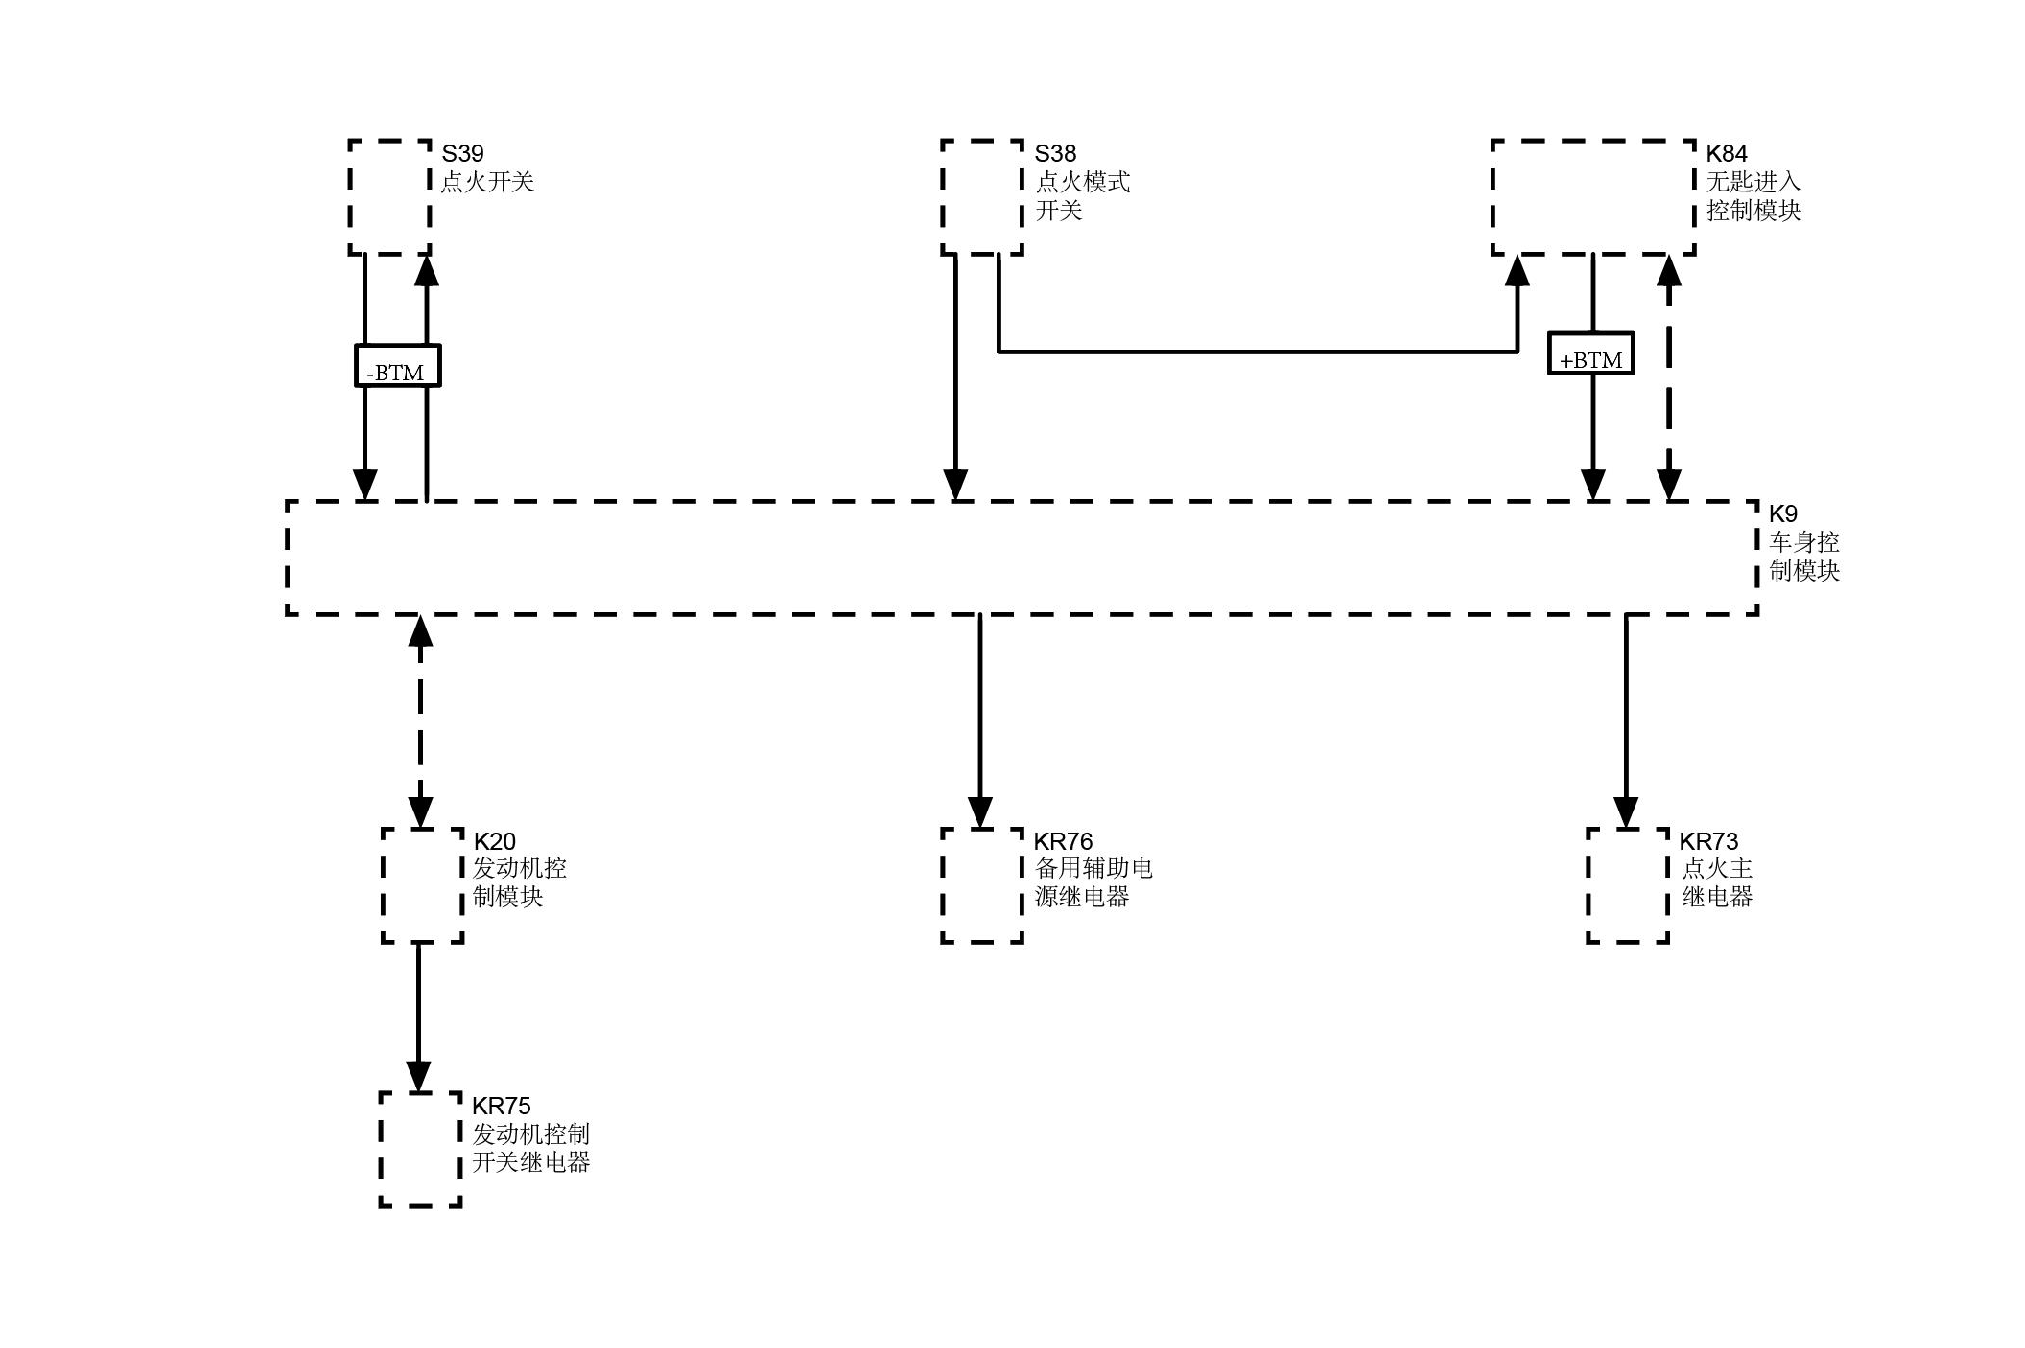 S39
点火开关
S38
点火模式
开关
K84
无匙进入
控制模块
-BTM
+BTM
K9
车身控
制模块
K20
发动机控
制模块
KR76
备用辅助电
源继电器
KR73
点火主
继电器
KR75
发动机控制
开关继电器